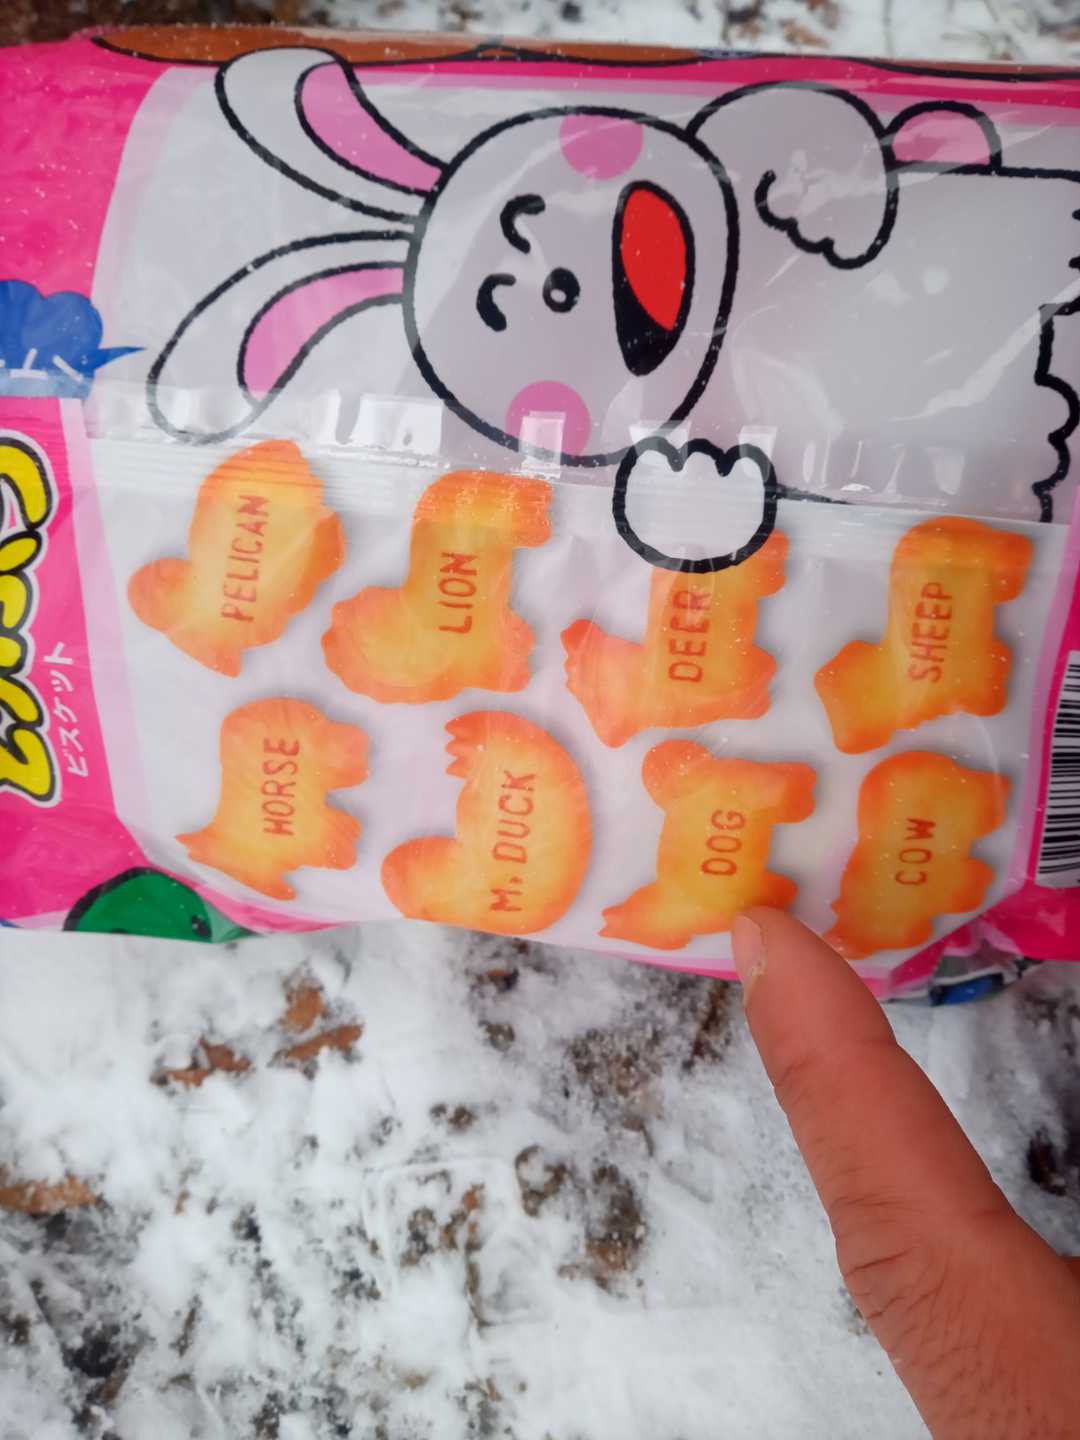 PELICAN
LION
DEER
SHEEP
HORSE
M. DUCK
DOG
COW
ビスケット